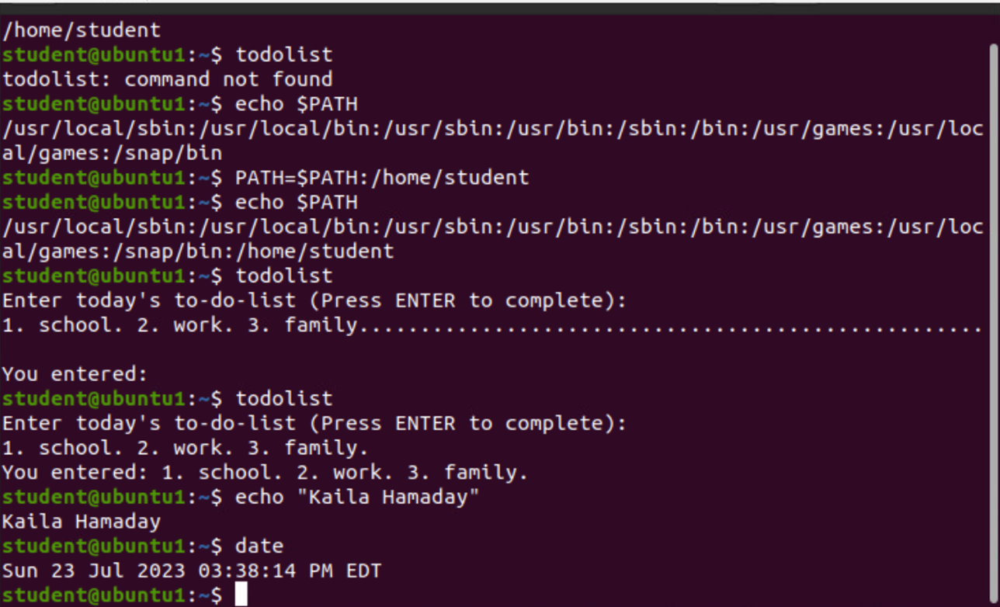 /home/student
student@ubuntu1:~$ todolist
todolist: command not found
student@ubuntu1:~$ echo $PATH
/usr/local/sbin:/usr/local/bin:/usr/sbin:/usr/bin:/sbin:/bin:/usr/games:/usr/loc
al/games:/snap/bin
student@ubuntu1:~$ PATH=$PATH:/home/student
student@ubuntu1:~$ echo $PATH
/usr/local/sbin:/usr/local/bin:/usr/sbin:/usr/bin:/sbin:/bin:/usr/games:/usr/loc
al/games:/snap/bin:/home/student
student@ubuntu1:~$ todolist
Enter today's to-do-list (Press ENTER to complete):
1. school. 2. work. 3. family...................................................
You entered:
student@ubuntu1:~$ todolist
Enter today's to-do-list (Press ENTER to complete):
1. school. 2. work. 3. family.
You entered: 1. school. 2. work. 3. family.
student@ubuntu1:~$ echo "Kaila Hamaday"
Kaila Hamaday
student@ubuntu1:~$ date
Sun 23 Jul 2023 03:38:14 PM EDT
student@ubuntu1:~$